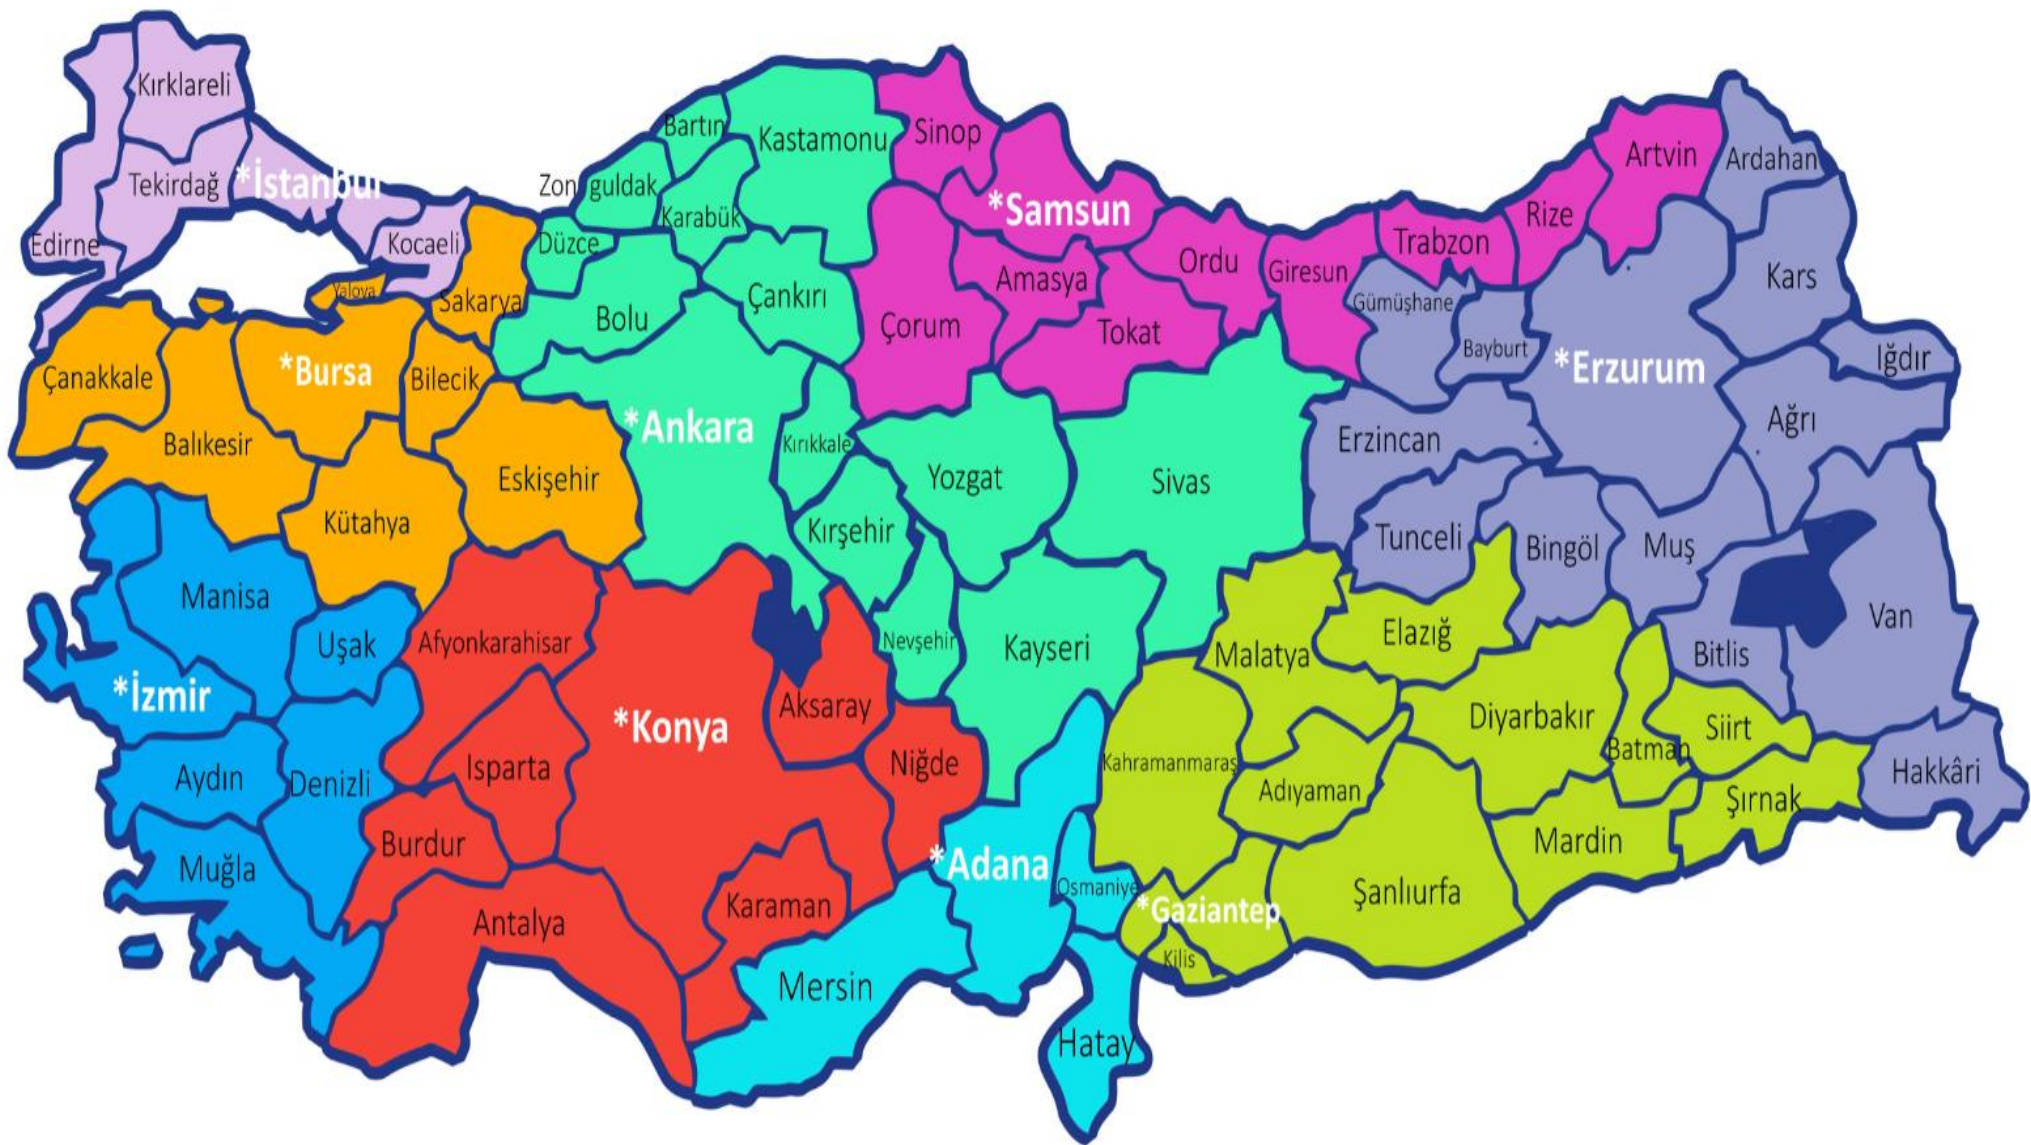 Kırklareli
Tekirdağ
*İstanbul
Edirne
Kocaeli
Yalova
Sakarya
Çanakkale
*Bursa
Bilecik
Balıkesir
Kütahya
Eskişehir
Bartın
Kastamonu
Zonguldak
Karabük
Düzce
Bolu
Çankırı
*Ankara
Kırıkkale
Kırşehir
Yozgat
Sivas
Nevşehir
Kayseri
Sinop
*Samsun
Amasya
Çorum
Tokat
Ordu
Giresun
Trabzon
Rize
Artvin
Ardahan
Kars
Gümüşhane
Bayburt
*Erzurum
Iğdır
Ağrı
Erzincan
Tunceli
Bingöl
Muş
Bitlis
Van
Hakkâri
Manisa
Uşak
*İzmir
Aydın
Denizli
Muğla
Afyonkarahisar
Isparta
Burdur
Antalya
*Konya
Aksaray
Niğde
Karaman
Mersin
*Adana
Osmaniye
Hatay
Malatya
Elazığ
Kahramanmaraş
Adıyaman
Diyarbakır
Batman
Siirt
Şırnak
Mardin
Şanlıurfa
*Gaziantep
Kilis